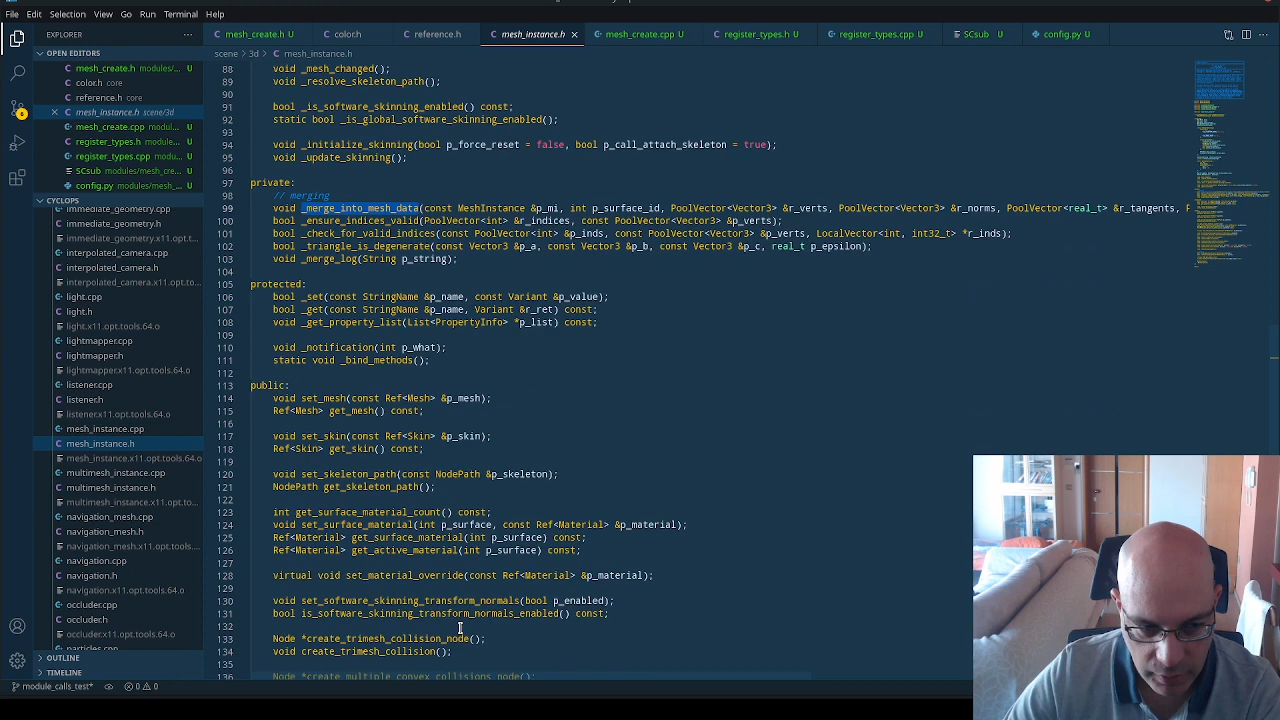 File Edit Selection View Go Run Terminal Help
EXPLORER
mesh_create.h U
color.h
reference.h
mesh_instance.h
mesh_create.cpp U
register_types.h U
register_types.cpp U
SCsub U
config.py U
OPEN EDITORS
mesh_create.h modules/... U
color.h core
reference.h
mesh_instance.h scene/3d
mesh_create.cpp modul... U
register_types.h modul... U
register_types.cpp U
SCsub modules/mesh_cre... U
config.py modules/mesh_... U
CYCLOPS
immediate_geometry.cpp
immediate_geometry.h
immediate_geometry.x11.opt.to...
interpolated_camera.cpp
interpolated_camera.h
interpolated_camera.x11.opt.to...
light.cpp
light.h
light.x11.opt.tools.64.o
lightmapper.cpp
lightmapper.h
lightmapper.x11.opt.tools.64.o
listener.cpp
listener.h
listener.x11.opt.tools.64.o
mesh_instance.cpp
mesh_instance.h
mesh_instance.x11.opt.tools.64.o
multimesh_instance.cpp
multimesh_instance.h
multimesh_instance.x11.opt.to...
navigation_mesh.cpp
navigation_mesh.h
navigation_mesh.x11.opt.tools...
navigation.cpp
navigation.h
navigation.x11.opt.tools.64.o
occluder.cpp
occluder.h
occluder.x11.opt.tools.64.o
particles.cpp
OUTLINE
TIMELINE
module_calls_test* 0 0
scene > 3d > mesh_instance.h
88 void _mesh_changed();
89 void _resolve_skeleton_path();
90
91 bool _is_software_skinning_enabled() const;
92 static bool _is_global_software_skinning_enabled();
93
94 void _initialize_skinning(bool p_force_reset = false, bool p_call_attach_skeleton = true);
95 void _update_skinning();
96
97 private:
98 // merging
99 void _merge_into_mesh_data(const MeshInstance &p_mi, int p_surface_id, PoolVector<Vector3> &r_verts, PoolVector<Vector3> &r_norms, PoolVector<real_t> &r_tangents, P
100 bool _ensure_indices_valid(PoolVector<int> &r_indices, const PoolVector<Vector3> &p_verts);
101 bool _check_for_valid_indices(const PoolVector<int> &p_inds, const PoolVector<Vector3> &p_verts, LocalVector<int, int32_t> *r_inds);
102 bool _triangle_is_degenerate(const Vector3 &p_a, const Vector3 &p_b, const Vector3 &p_c, real_t p_epsilon);
103 void _merge_log(String p_string);
104
105 protected:
106 bool _set(const StringName &p_name, const Variant &p_value);
107 bool _get(const StringName &p_name, Variant &r_ret) const;
108 void _get_property_list(List<PropertyInfo> *p_list) const;
109
110 void _notification(int p_what);
111 static void _bind_methods();
112
113 public:
114 void set_mesh(const Ref<Mesh> &p_mesh);
115 Ref<Mesh> get_mesh() const;
116
117 void set_skin(const Ref<Skin> &p_skin);
118 Ref<Skin> get_skin() const;
119
120 void set_skeleton_path(const NodePath &p_skeleton);
121 NodePath get_skeleton_path();
122
123 int get_surface_material_count() const;
124 void set_surface_material(int p_surface, const Ref<Material> &p_material);
125 Ref<Material> get_surface_material(int p_surface) const;
126 Ref<Material> get_active_material(int p_surface) const;
127
128 virtual void set_material_override(const Ref<Material> &p_material);
129
130 void set_software_skinning_transform_normals(bool p_enabled);
131 bool is_software_skinning_transform_normals_enabled() const;
132
133 Node *create_trimesh_collision_node();
134 void create_trimesh_collision();
135
136 Node *create_multiple_convex_collisions_node();